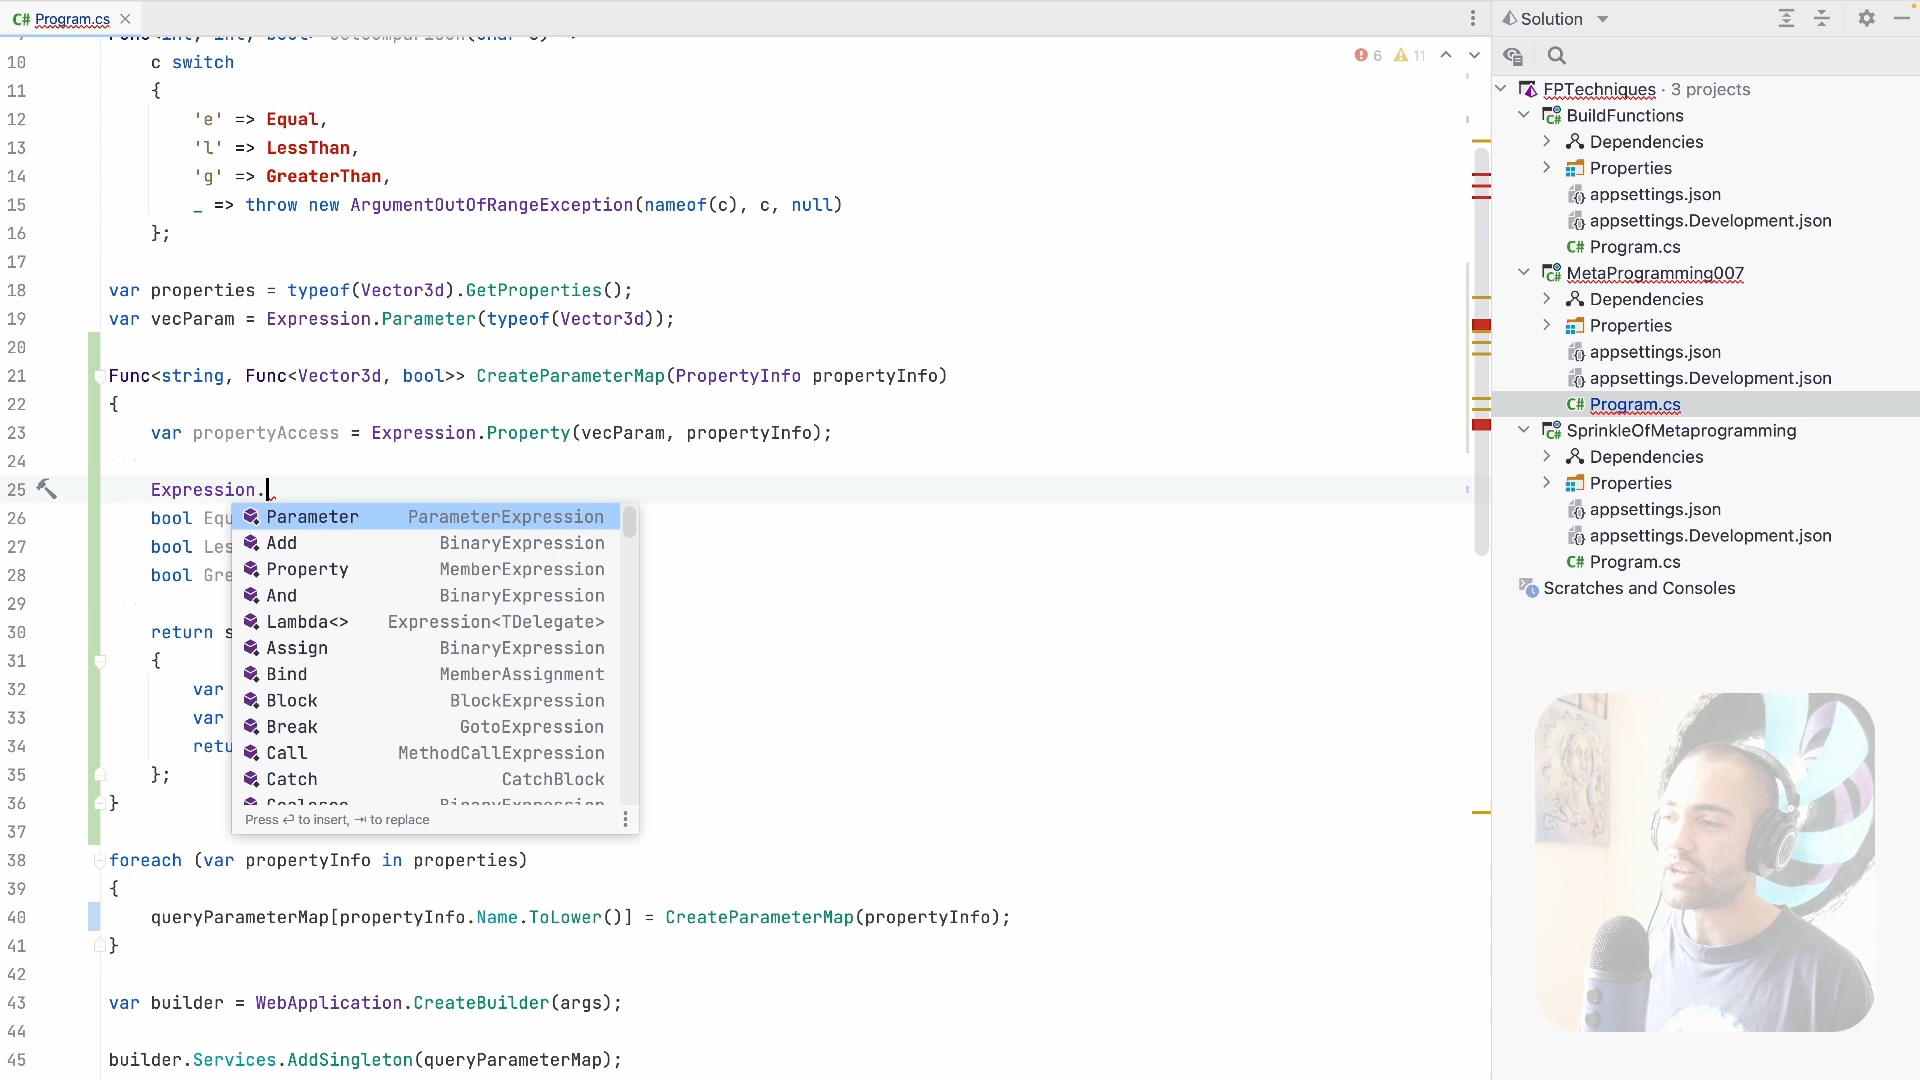 C# Program.cs
Solution
6 11
10 c switch
11 {
12 'e' => Equal,
13 'l' => LessThan,
14 'g' => GreaterThan,
15 _ => throw new ArgumentOutOfRangeException(nameof(c), c, null)
16 };
17
18 var properties = typeof(Vector3d).GetProperties();
19 var vecParam = Expression.Parameter(typeof(Vector3d));
20
21 Func<string, Func<Vector3d, bool>> CreateParameterMap(PropertyInfo propertyInfo)
22 {
23 var propertyAccess = Expression.Property(vecParam, propertyInfo);
24
25 Expression.
26 bool Equ
27 bool Les
28 bool Gre
29
30 return s
31 {
32 var
33 var
34 retu
35 };
36 }
37
38 foreach (var propertyInfo in properties)
39 {
40 queryParameterMap[propertyInfo.Name.ToLower()] = CreateParameterMap(propertyInfo);
41 }
42
43 var builder = WebApplication.CreateBuilder(args);
44
45 builder.Services.AddSingleton(queryParameterMap);
Parameter ParameterExpression
Add BinaryExpression
Property MemberExpression
And BinaryExpression
Lambda<> Expression<TDelegate>
Assign BinaryExpression
Bind MemberAssignment
Block BlockExpression
Break GotoExpression
Call MethodCallExpression
Catch CatchBlock
Press ⏎ to insert, ⇥ to replace
FPTechniques · 3 projects
C# BuildFunctions
Dependencies
Properties
appsettings.json
appsettings.Development.json
C# Program.cs
C# MetaProgramming007
Dependencies
Properties
appsettings.json
appsettings.Development.json
C# Program.cs
C# SprinkleOfMetaprogramming
Dependencies
Properties
appsettings.json
appsettings.Development.json
C# Program.cs
Scratches and Consoles